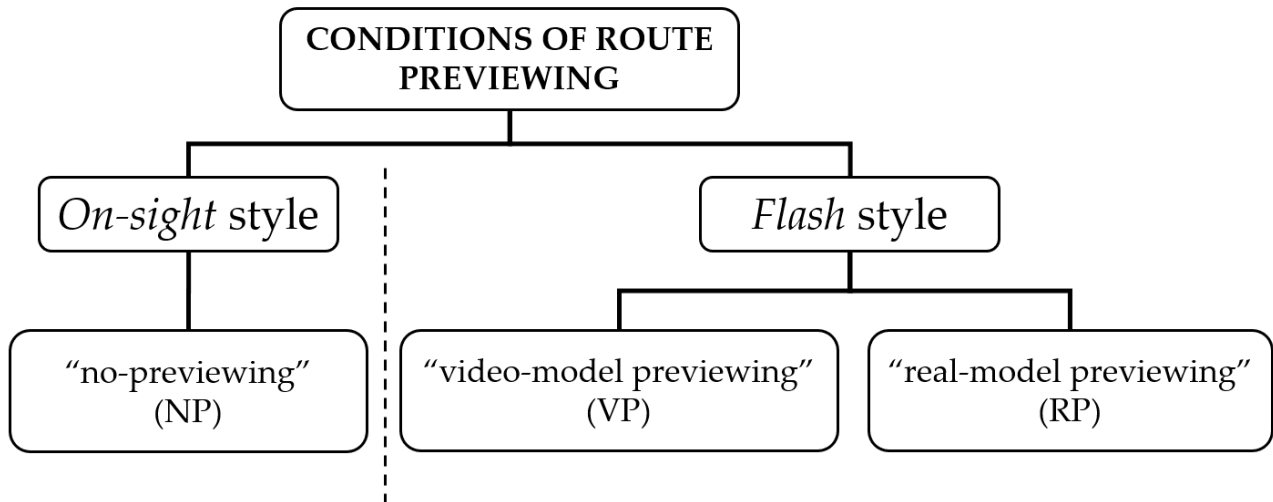 CONDITIONS OF ROUTE
PREVIEWING
On-sight style
Flash style
“no-previewing”
(NP)
“video-model previewing”
(VP)
“real-model previewing”
(RP)